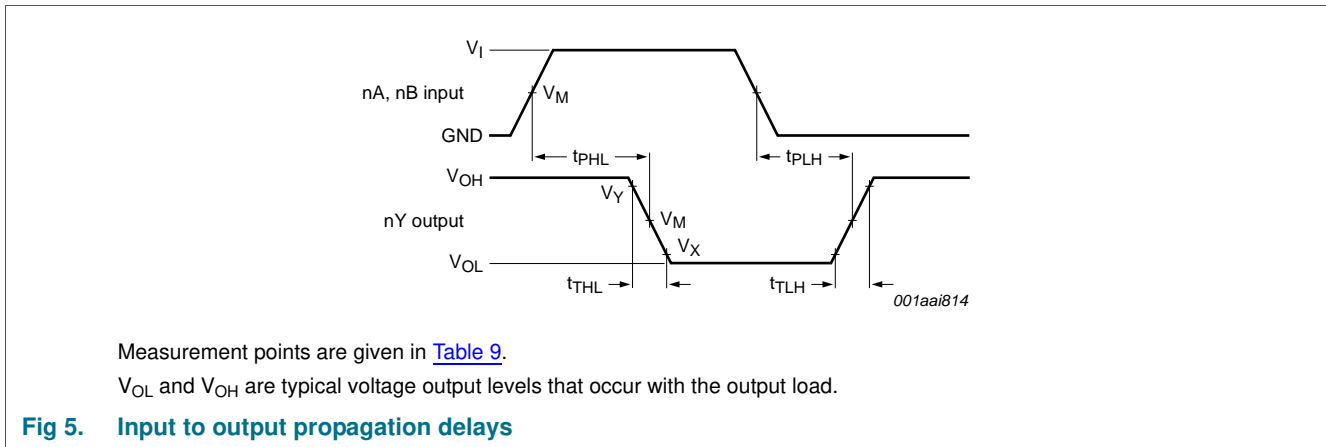 V_I
nA, nB input
V_M
GND
t_PHL
t_PLH
V_OH
V_Y
nY output
V_M
V_X
V_OL
t_THL
t_TLH
001aai814
Measurement points are given in Table 9.
V_OL and V_OH are typical voltage output levels that occur with the output load.
Fig 5. Input to output propagation delays